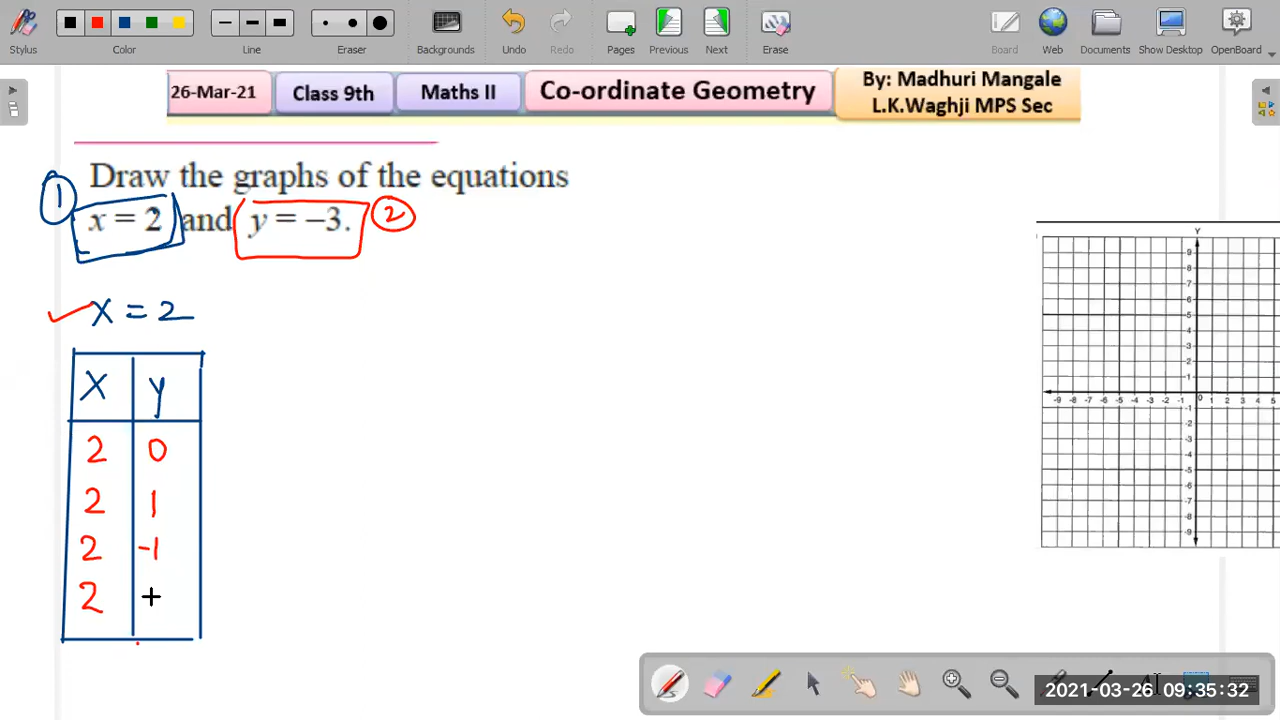 Stylus Color Line Eraser Backgrounds Undo Redo Pages Previous Next Erase Board Web Documents Show Desktop OpenBoard
26-Mar-21 Class 9th Maths II Co-ordinate Geometry By: Madhuri Mangale
L.K.Waghji MPS Sec
Draw the graphs of the equations
1 x = 2 and y = –3. 2
x = 2
x y
2 0
2 1
2 -1
2
Y
9
8
7
6
5
4
3
2
1
-9 -8 -7 -6 -5 -4 -3 -2 -1 0 1 2 3 4 5
-1
-2
-3
-4
-5
-6
-7
-8
-9
2021-03-26 09:35:32